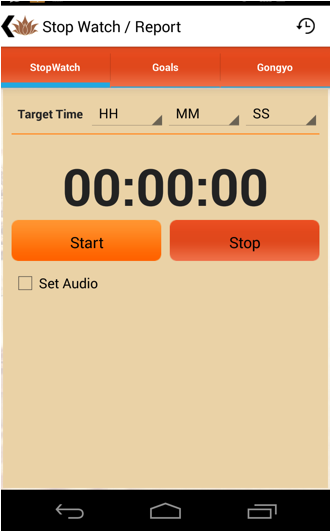 Stop Watch / Report
StopWatch Goals Gongyo
Target Time HH MM SS
00:00:00
Start Stop
Set Audio